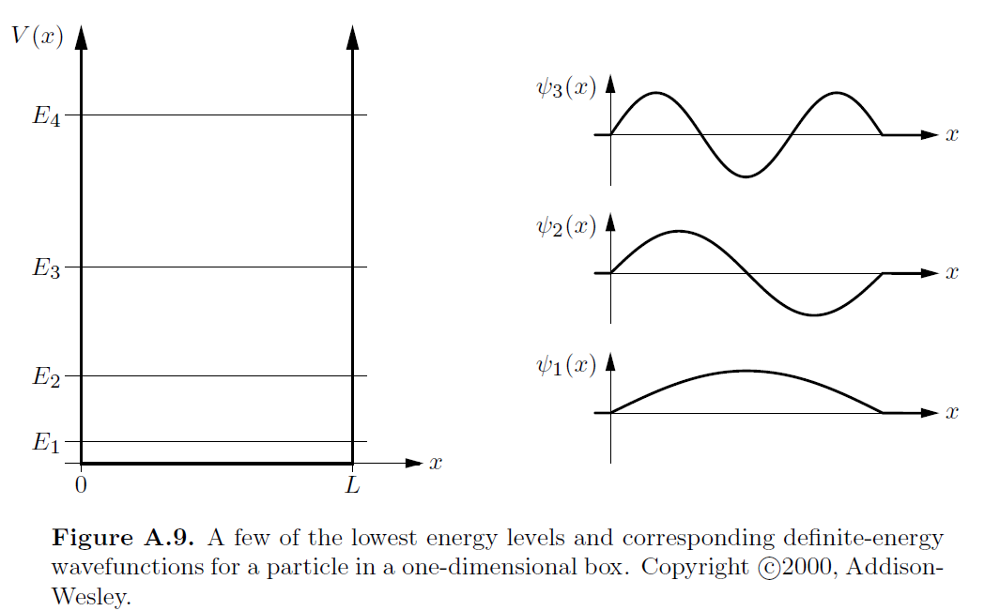 V(x)
E4
E3
E2
E1
0
L
x
ψ3(x)
x
ψ2(x)
x
ψ1(x)
x
Figure A.9. A few of the lowest energy levels and corresponding definite-energy
wavefunctions for a particle in a one-dimensional box. Copyright ©2000, Addison-
Wesley.